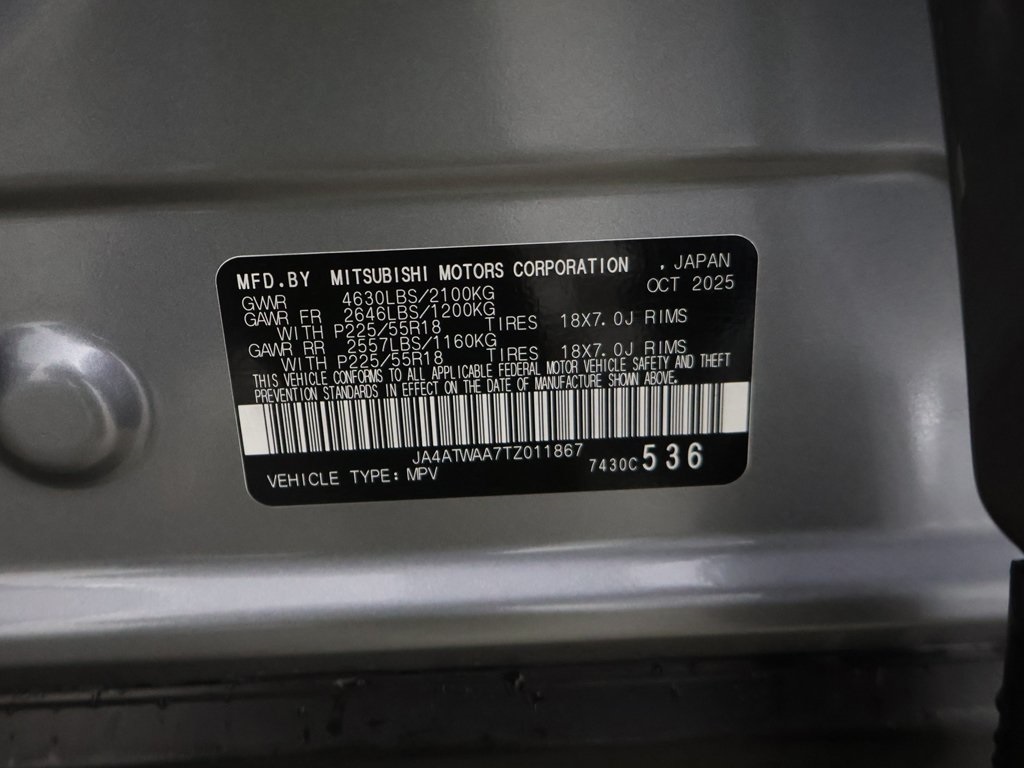 MFD.BY MITSUBISHI MOTORS CORPORATION , JAPAN
OCT 2025
GVWR 4630LBS/2100KG
GAWR FR 2646LBS/1200KG
WITH P225/55R18 TIRES 18X7.0J RIMS
GAWR RR 2557LBS/1160KG
WITH P225/55R18 TIRES 18X7.0J RIMS
THIS VEHICLE CONFORMS TO ALL APPLICABLE FEDERAL MOTOR VEHICLE SAFETY AND THEFT
PREVENTION STANDARDS IN EFFECT ON THE DATE OF MANUFACTURE SHOWN ABOVE.
JA4ATWAA7TZ011867
VEHICLE TYPE:MPV 7430C 536